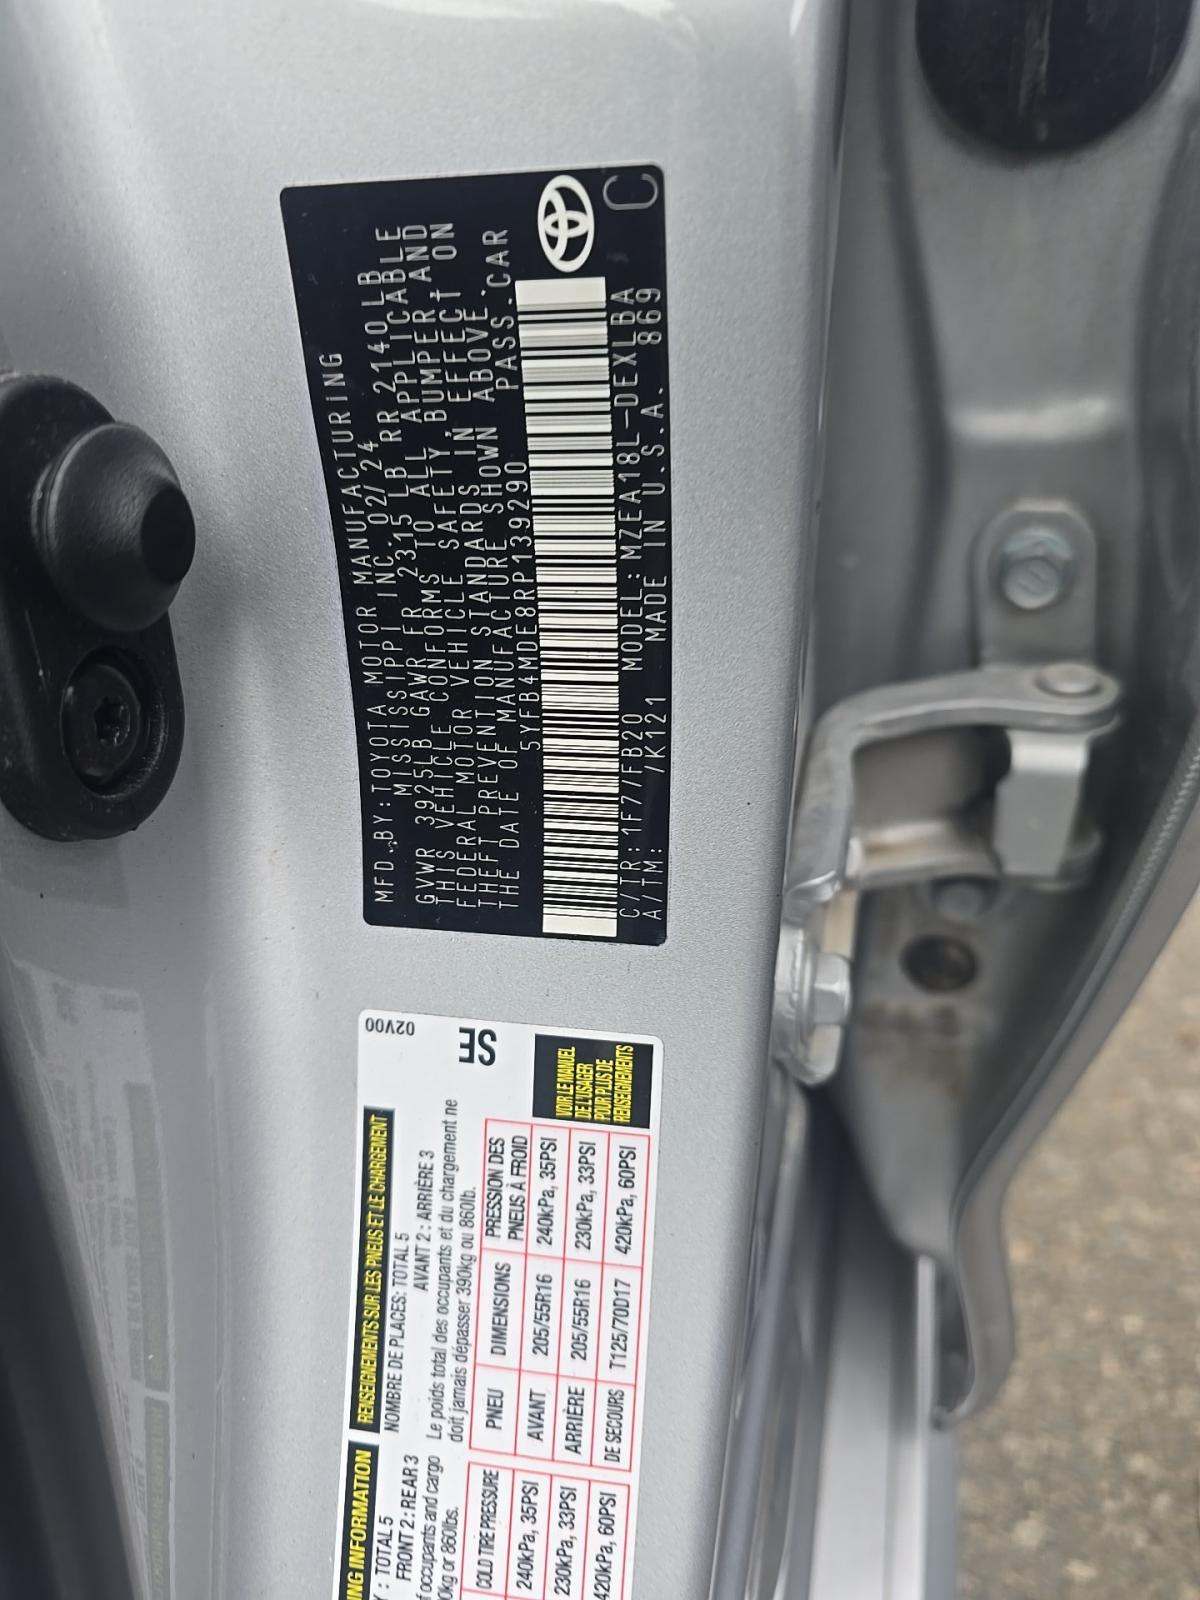 MFD. BY: TOYOTA MOTOR MANUFACTURING
MISSISSIPPI INC. 02/24
GVWR 3925LB GAWR FR 2315 LB RR 2140LB
THIS VEHICLE CONFORMS TO ALL APPLICABLE
FEDERAL MOTOR VEHICLE SAFETY, BUMPER, AND
THEFT PREVENTION STANDARDS IN EFFECT ON
THE DATE OF MANUFACTURE SHOWN ABOVE.
5YFB4MDE8RP139290 PASS.CAR
C/TR: 1F7/FB20 MODEL: MZEA18L-DEXLBA
A/TM: /K121 MADE IN U.S.A. 869
C
02V00
SE
RENSEIGNEMENTS SUR LES PNEUS ET LE CHARGEMENT
NOMBRE DE PLACES: TOTAL 5
AVANT 2 : ARRIÈRE 3
Le poids total des occupants et du chargement ne
doit jamais dépasser 390kg ou 860lb.
PNEU DIMENSIONS PRESSION DES PNEUS À FROID
AVANT 205/55R16 240kPa, 35PSI
ARRIÈRE 205/55R16 230kPa, 33PSI
DE SECOURS T125/70D17 420kPa, 60PSI
VOIR LE MANUEL
DE L'USAGER
POUR PLUS DE
RENSEIGNEMENTS
ING INFORMATION
Y : TOTAL 5
FRONT 2 : REAR 3
f occupants and cargo
0kg or 860lbs.
COLD TIRE PRESSURE
240kPa, 35PSI
230kPa, 33PSI
420kPa, 60PSI